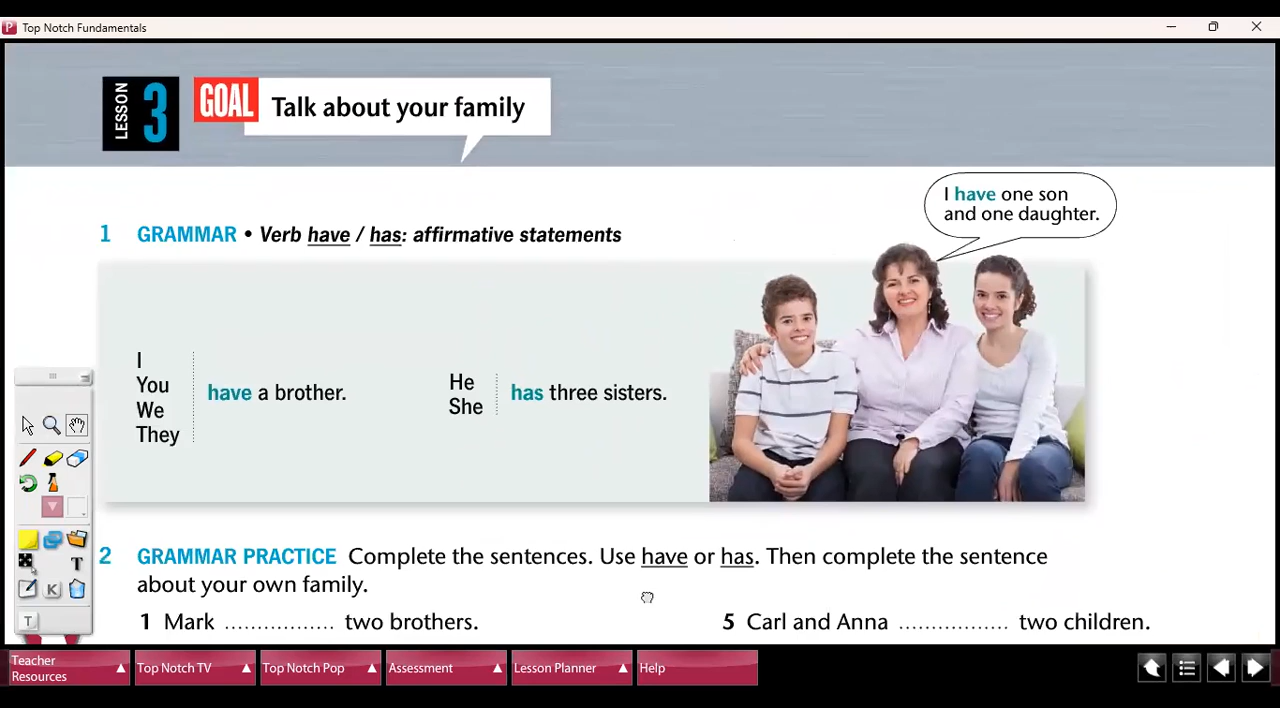 Top Notch Fundamentals
LESSON 3
GOAL
Talk about your family
I have one son
and one daughter.
1 GRAMMAR • Verb have / has: affirmative statements
I
You
We
They
have a brother.
He
She
has three sisters.
2 GRAMMAR PRACTICE Complete the sentences. Use have or has. Then complete the sentence
about your own family.
1 Mark ................. two brothers.
5 Carl and Anna ................. two children.
T
K
T
Teacher
Resources
Top Notch TV
Top Notch Pop
Assessment
Lesson Planner
Help